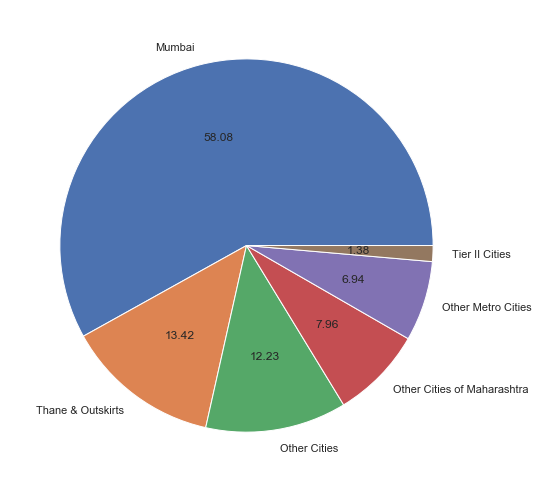 Mumbai
58.08
1.38
Tier II Cities
6.94
Other Metro Cities
7.96
13.42
12.23
Other Cities of Maharashtra
Thane & Outskirts
Other Cities